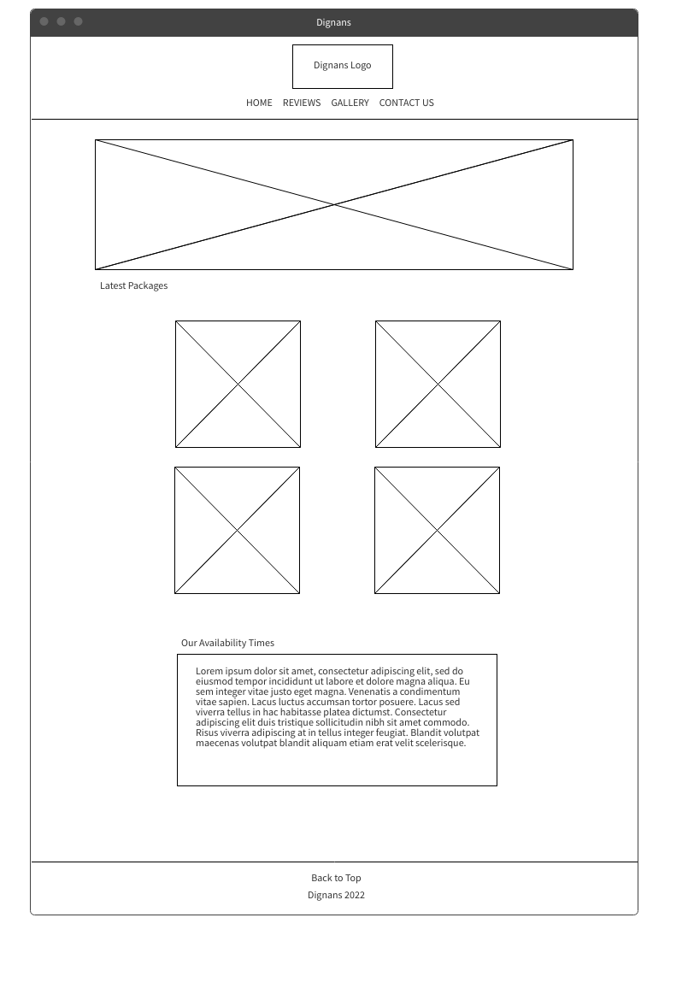 Dignans
Dignans Logo
HOME REVIEWS GALLERY CONTACT US
Latest Packages
Our Availability Times
Lorem ipsum dolor sit amet, consectetur adipiscing elit, sed do
eiusmod tempor incididunt ut labore et dolore magna aliqua. Eu
sem integer vitae justo eget magna. Venenatis a condimentum
vitae sapien. Lacus luctus accumsan tortor posuere. Lacus sed
viverra tellus in hac habitasse platea dictumst. Consectetur
adipiscing elit duis tristique sollicitudin nibh sit amet commodo.
Risus viverra adipiscing at in tellus integer feugiat. Blandit volutpat
maecenas volutpat blandit aliquam etiam erat velit scelerisque.
Back to Top
Dignans 2022